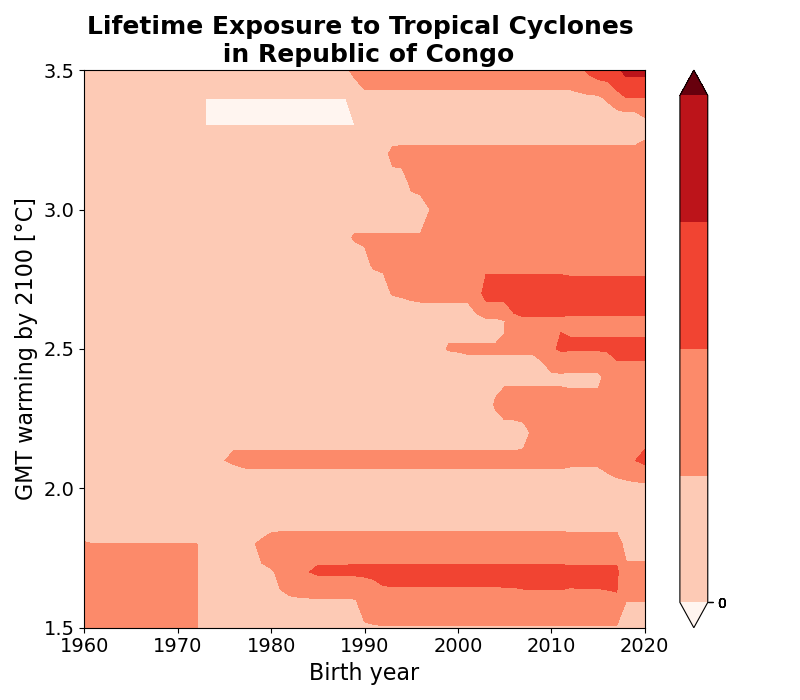 Lifetime Exposure to Tropical Cyclones
in Republic of Congo
GMT warming by 2100 [°C]
3.5
3.0
2.5
2.0
1.5
0
1960 1970 1980 1990 2000 2010 2020
Birth year